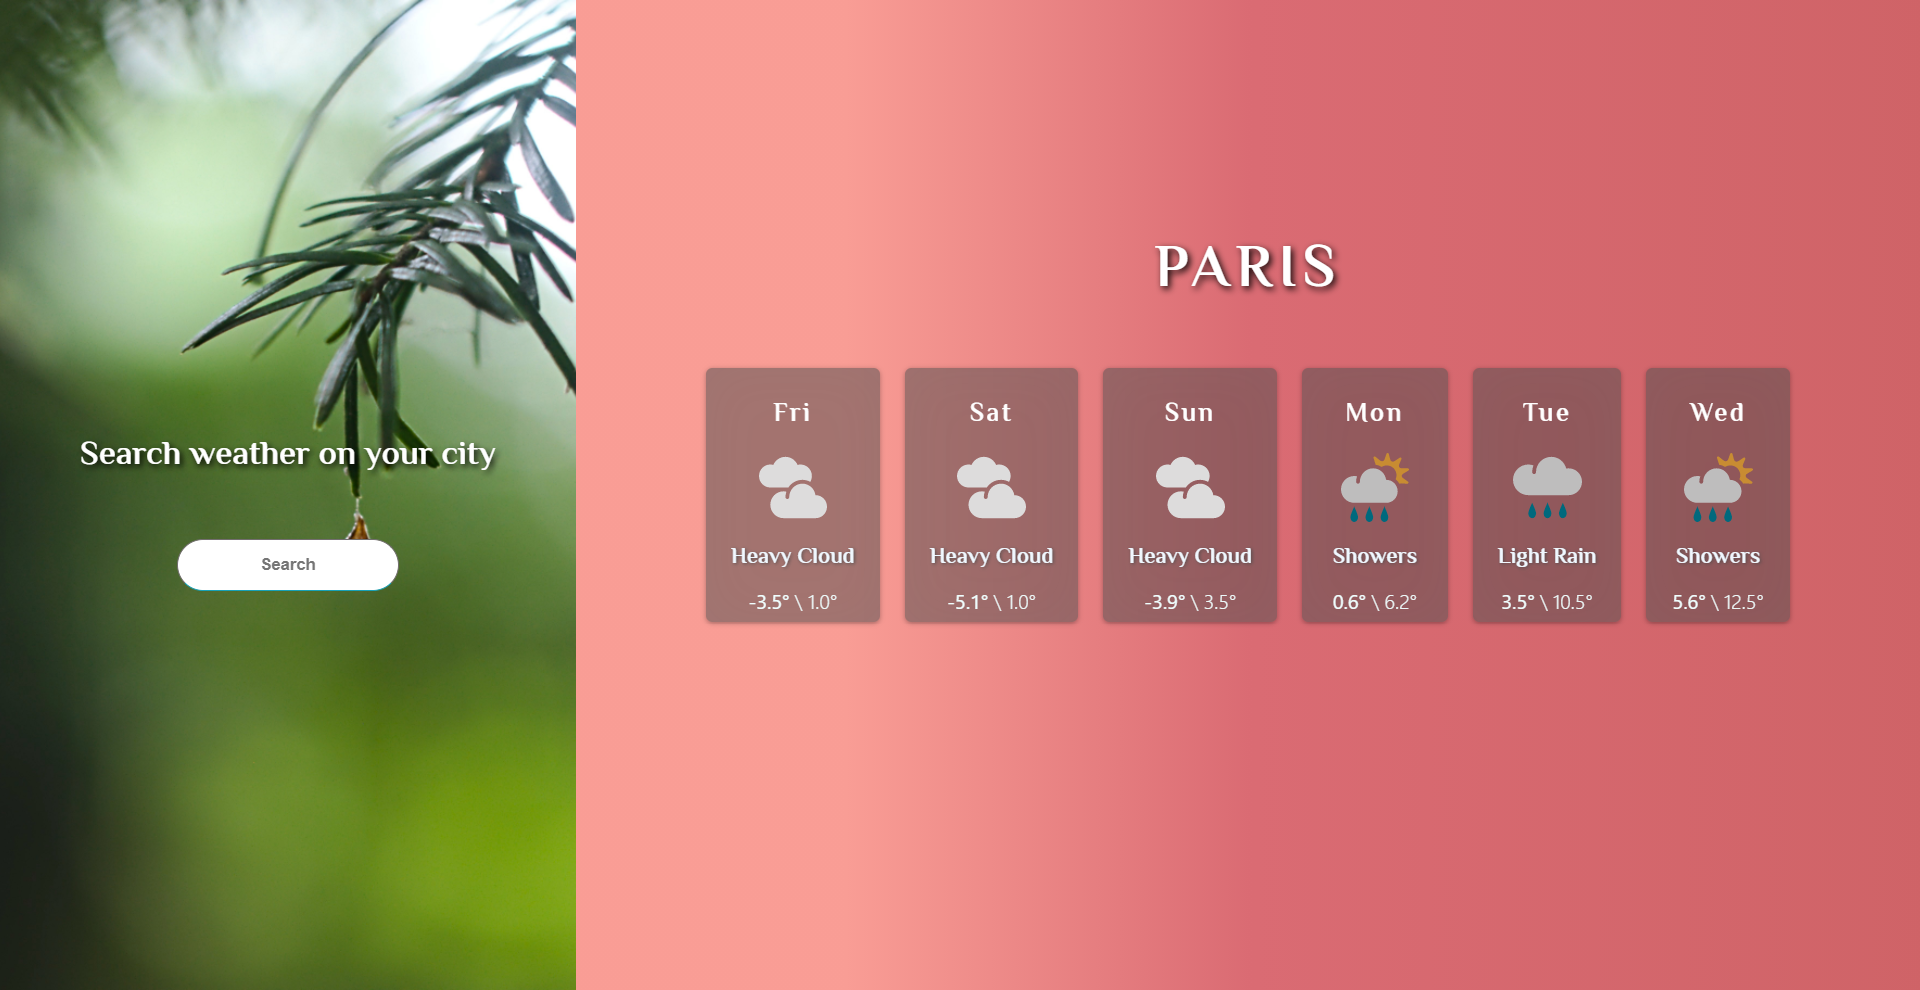 Search weather on your city
Search
PARIS
Fri
Heavy Cloud
-3.5° \ 1.0°
Sat
Heavy Cloud
-5.1° \ 1.0°
Sun
Heavy Cloud
-3.9° \ 3.5°
Mon
Showers
0.6° \ 6.2°
Tue
Light Rain
3.5° \ 10.5°
Wed
Showers
5.6° \ 12.5°